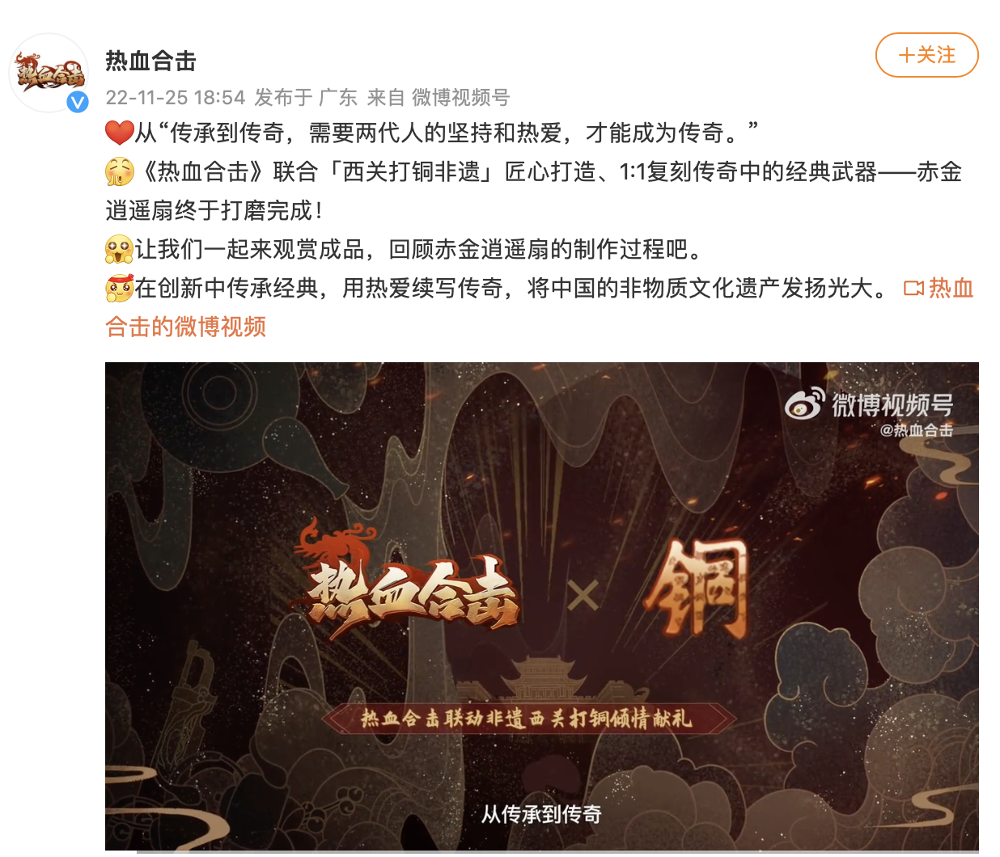 热血合击
热血合击
+关注
22-11-25 18:54 发布于 广东 来自 微博视频号
❤️从“传承到传奇，需要两代人的坚持和热爱，才能成为传奇。”
《热血合击》联合「西关打铜非遗」匠心打造、1:1复刻传奇中的经典武器——赤金
逍遥扇终于打磨完成！
让我们一起来观赏成品，回顾赤金逍遥扇的制作过程吧。
在创新中传承经典，用热爱续写传奇，将中国的非物质文化遗产发扬光大。 热血
合击的微博视频
微博视频号
@热血合击
热血合击 × 铜
热血合击联动非遗西关打铜倾情献礼
从传承到传奇